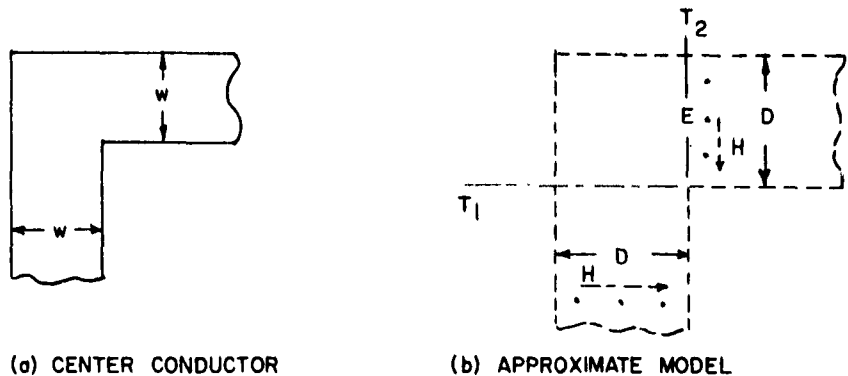 W
W
(a) CENTER CONDUCTOR
T2
E
D
H
T1
D
H
(b) APPROXIMATE MODEL